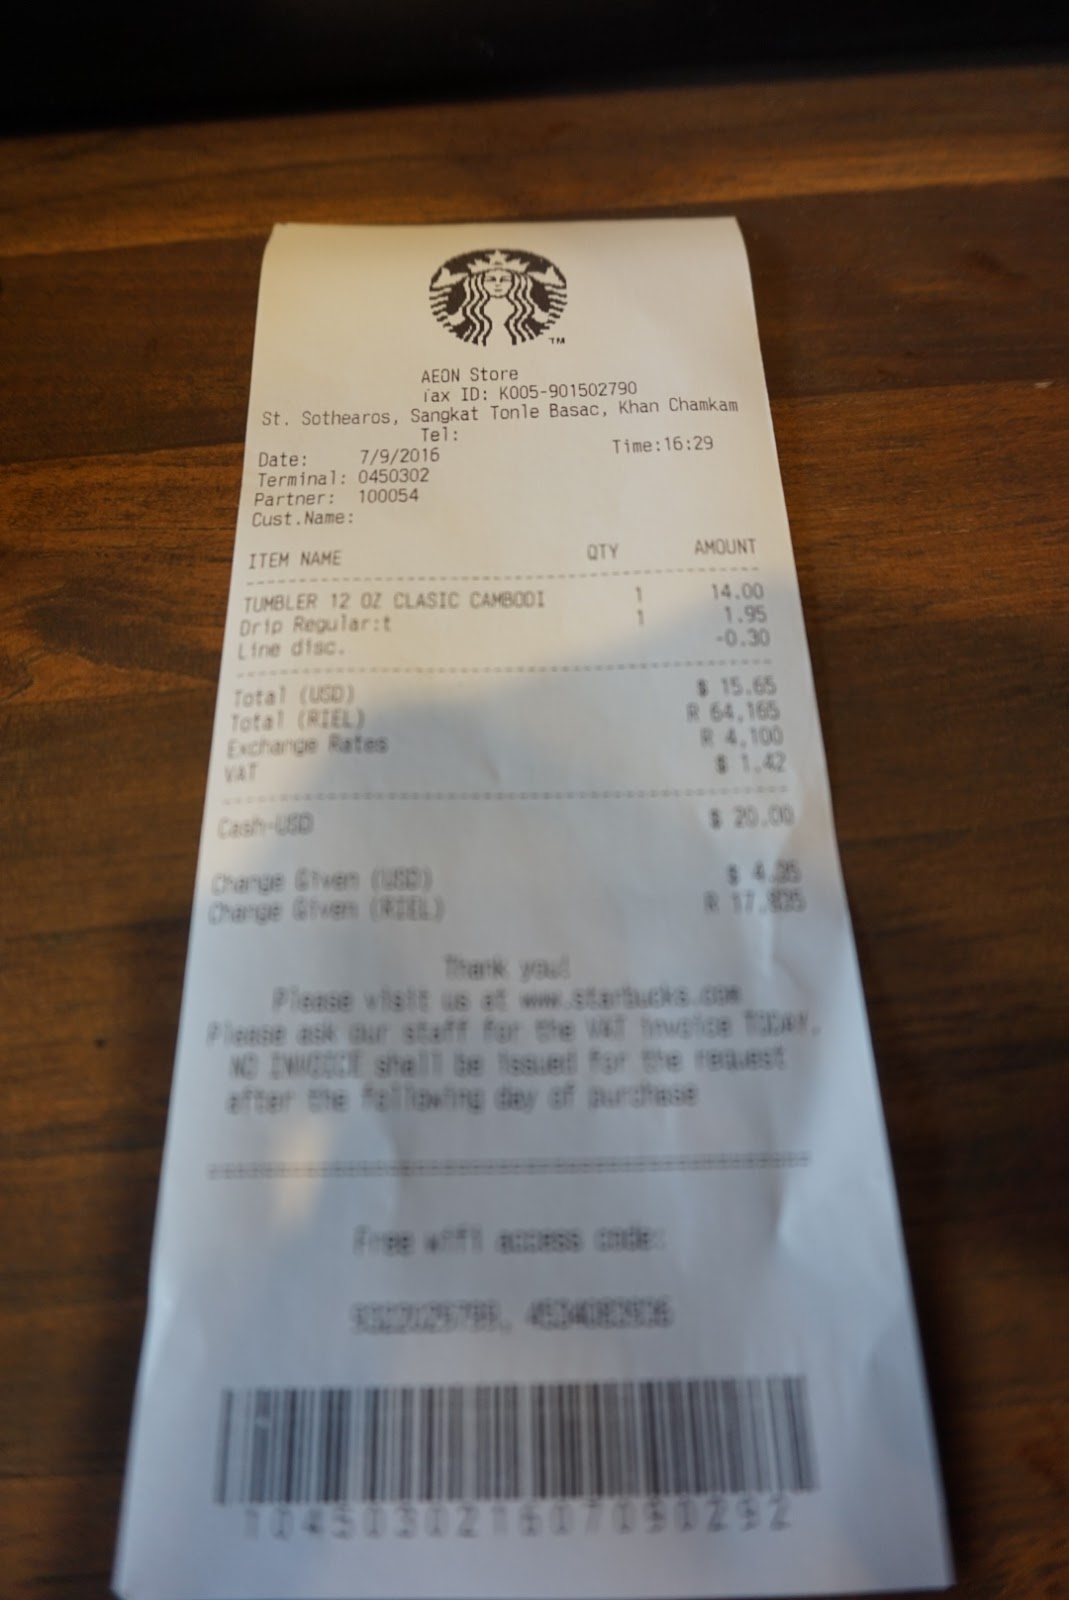 TM
AEON Store
Tax ID: K005-901502790
St. Sothearos, Sangkat Tonle Basac, Khan Chamkam
Tel:
Date: 7/9/2016 Time:16:29
Terminal: 0450302
Partner: 100054
Cust.Name:
ITEM NAME QTY AMOUNT
TUMBLER 12 OZ CLASIC CAMBODI 1 14.00
Drip Regular:t 1 1.95
Line disc. -0.30
Total (USD) $ 15.65
Total (RIEL) R 64,165
Exchange Rates R 4,100
VAT $ 1.42
Cash-USD $ 20.00
Change Given (USD) $ 4.35
Change Given (RIEL) R 17,835
Thank you!
Please visit us at www.starbucks.com
Please ask our staff for the VAT invoice TODAY.
NO INVOICE shall be issued for the request
after the following day of purchase
Free wifi access code:
104503021607090292